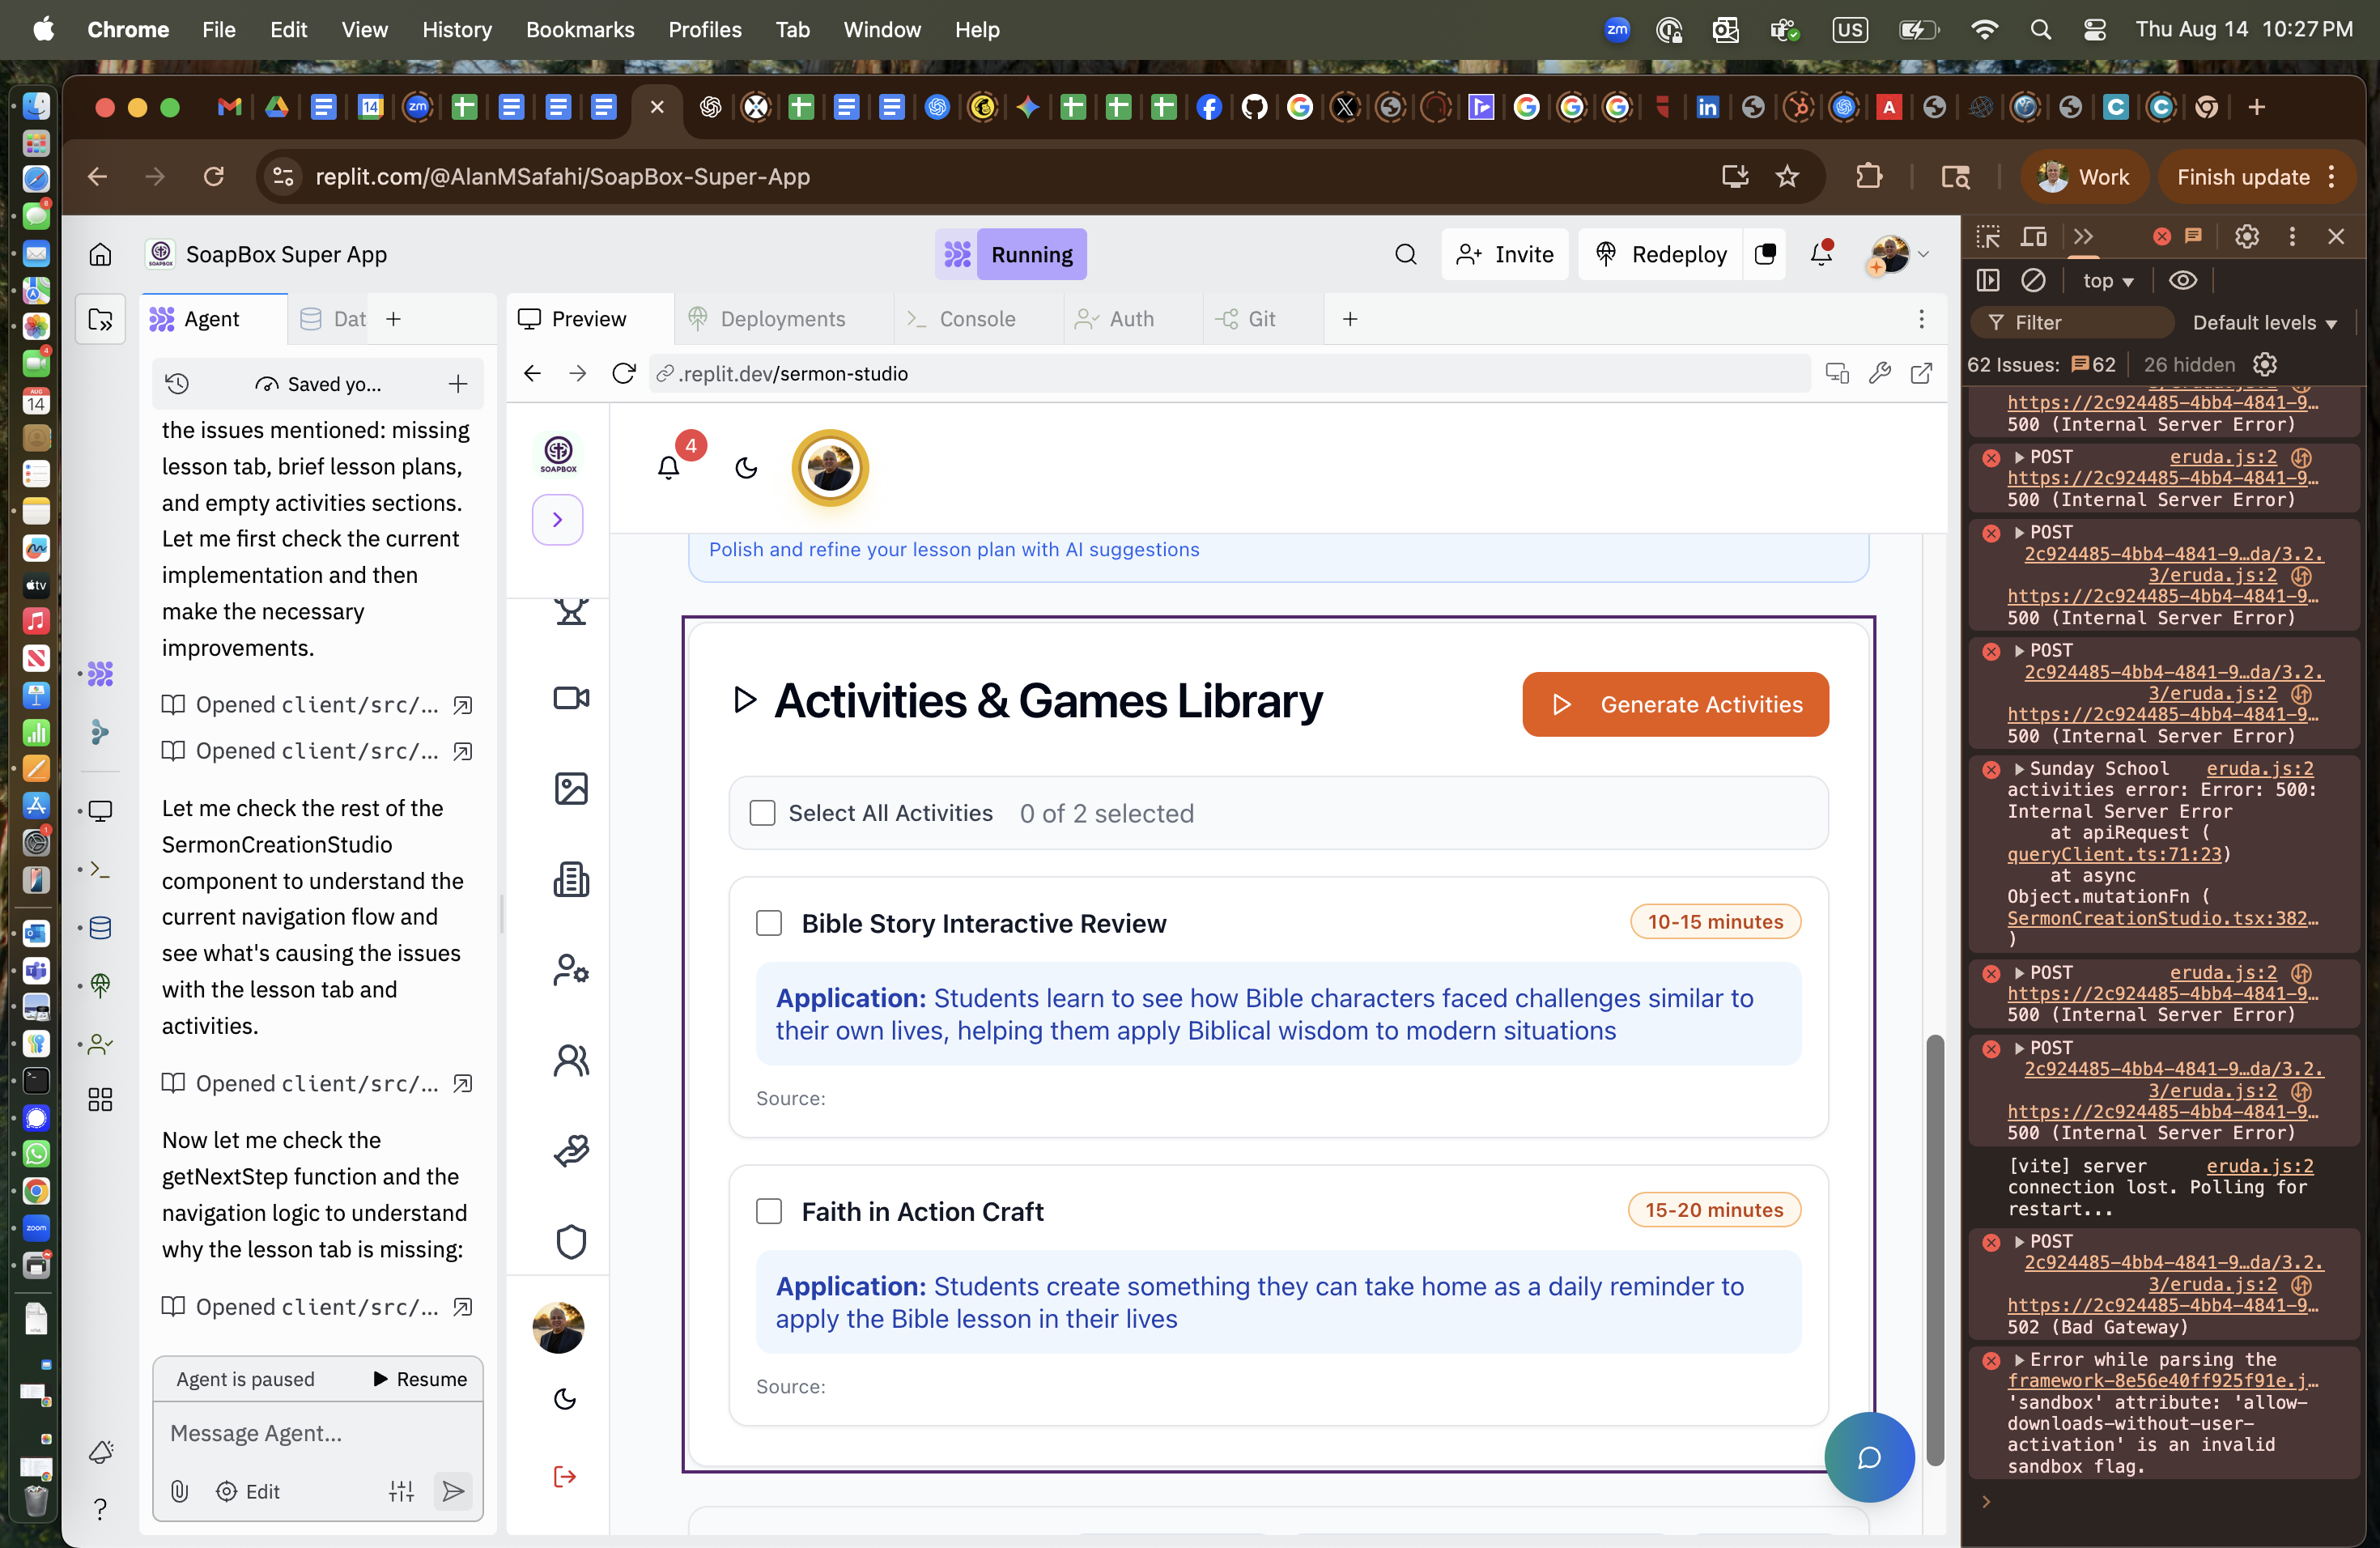 Chrome File Edit View History Bookmarks Profiles Tab Window Help
zm US Thu Aug 14 10:27 PM
14 zm
replit.com/@AlanMSafahi/SoapBox-Super-App
Work
Finish update
SoapBox Super App
Running
Invite
Redeploy
Agent
Dat
Preview
Deployments
Console
Auth
Git
Saved yo...
.replit.dev/sermon-studio
the issues mentioned: missing
lesson tab, brief lesson plans,
and empty activities sections.
Let me first check the current
implementation and then
make the necessary
improvements.
Opened client/src/...
Opened client/src/...
Let me check the rest of the
SermonCreationStudio
component to understand the
current navigation flow and
see what's causing the issues
with the lesson tab and
activities.
Opened client/src/...
Now let me check the
getNextStep function and the
navigation logic to understand
why the lesson tab is missing:
Opened client/src/...
Agent is paused
Resume
Message Agent...
Edit
SOAPBOX
4
Polish and refine your lesson plan with AI suggestions
Activities & Games Library
Generate Activities
Select All Activities 0 of 2 selected
Bible Story Interactive Review
10-15 minutes
Application: Students learn to see how Bible characters faced challenges similar to
their own lives, helping them apply Biblical wisdom to modern situations
Source:
Faith in Action Craft
15-20 minutes
Application: Students create something they can take home as a daily reminder to
apply the Bible lesson in their lives
Source:
top
Filter
Default levels
62 Issues: 62
26 hidden
https://2c924485-4bb4-4841-9…
500 (Internal Server Error)
POST eruda.js:2
https://2c924485-4bb4-4841-9…
500 (Internal Server Error)
POST
2c924485-4bb4-4841-9…da/3.2.
3/eruda.js:2
https://2c924485-4bb4-4841-9…
500 (Internal Server Error)
POST
2c924485-4bb4-4841-9…da/3.2.
3/eruda.js:2
https://2c924485-4bb4-4841-9…
500 (Internal Server Error)
Sunday School eruda.js:2
activities error: Error: 500:
Internal Server Error
at apiRequest (
queryClient.ts:71:23)
at async
Object.mutationFn (
SermonCreationStudio.tsx:382…
)
POST eruda.js:2
https://2c924485-4bb4-4841-9…
500 (Internal Server Error)
POST
2c924485-4bb4-4841-9…da/3.2.
3/eruda.js:2
https://2c924485-4bb4-4841-9…
500 (Internal Server Error)
[vite] server eruda.js:2
connection lost. Polling for
restart...
POST
2c924485-4bb4-4841-9…da/3.2.
3/eruda.js:2
https://2c924485-4bb4-4841-9…
502 (Bad Gateway)
Error while parsing the
framework-8e56e40ff925f91e.j…
'sandbox' attribute: 'allow-
downloads-without-user-
activation' is an invalid
sandbox flag.